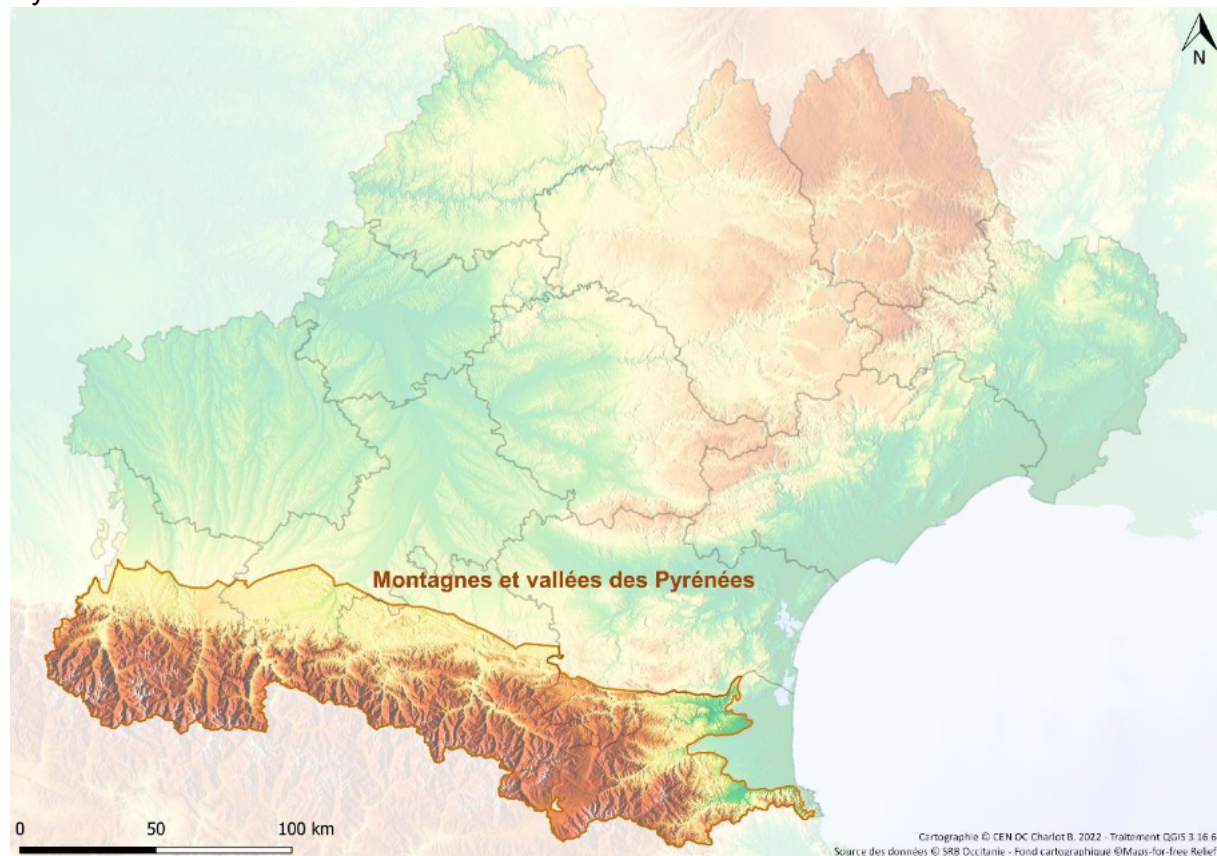 N
Montagnes et vallées des Pyrénées
0 50 100 km
Cartographie © CEN OC Charlot B. 2022 - Traitement QGIS 3.16.6
Source des données © SRB Occitanie - Fond cartographique ©Maps-for-free Relief